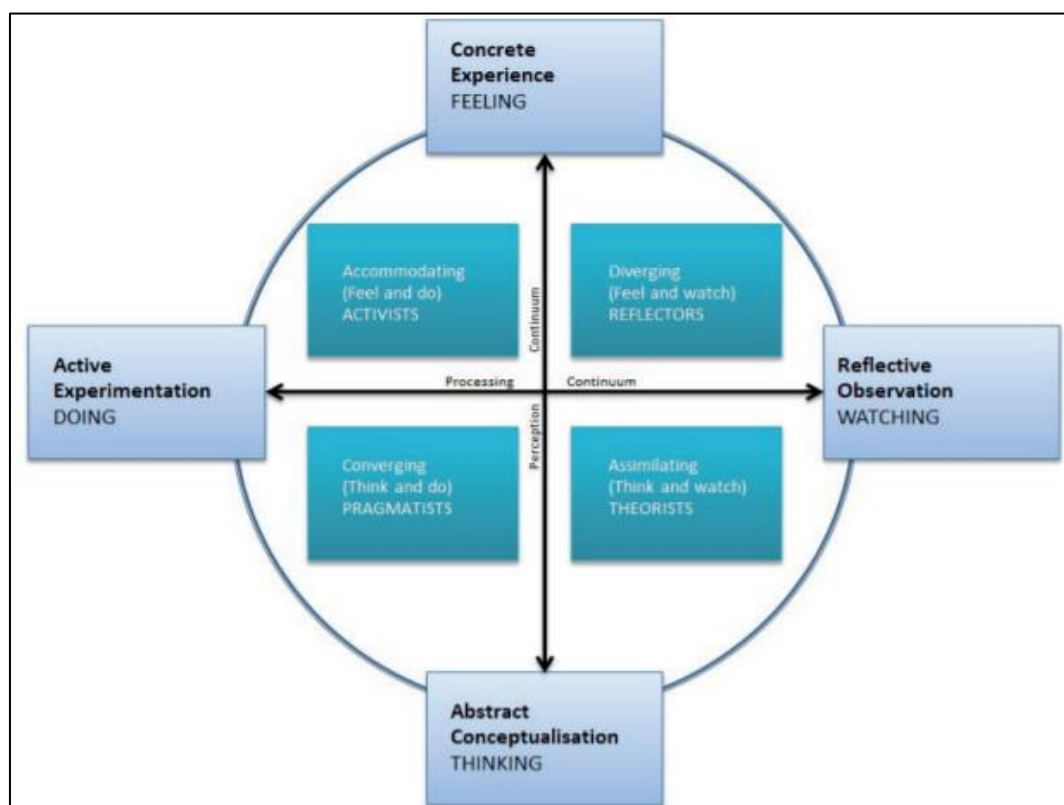 Concrete
Experience
FEELING
Accommodating
(Feel and do)
ACTIVISTS
Diverging
(Feel and watch)
REFLECTORS
Continuum
Active
Experimentation
DOING
Processing
Continuum
Reflective
Observation
WATCHING
Perception
Converging
(Think and do)
PRAGMATISTS
Assimilating
(Think and watch)
THEORISTS
Abstract
Conceptualisation
THINKING